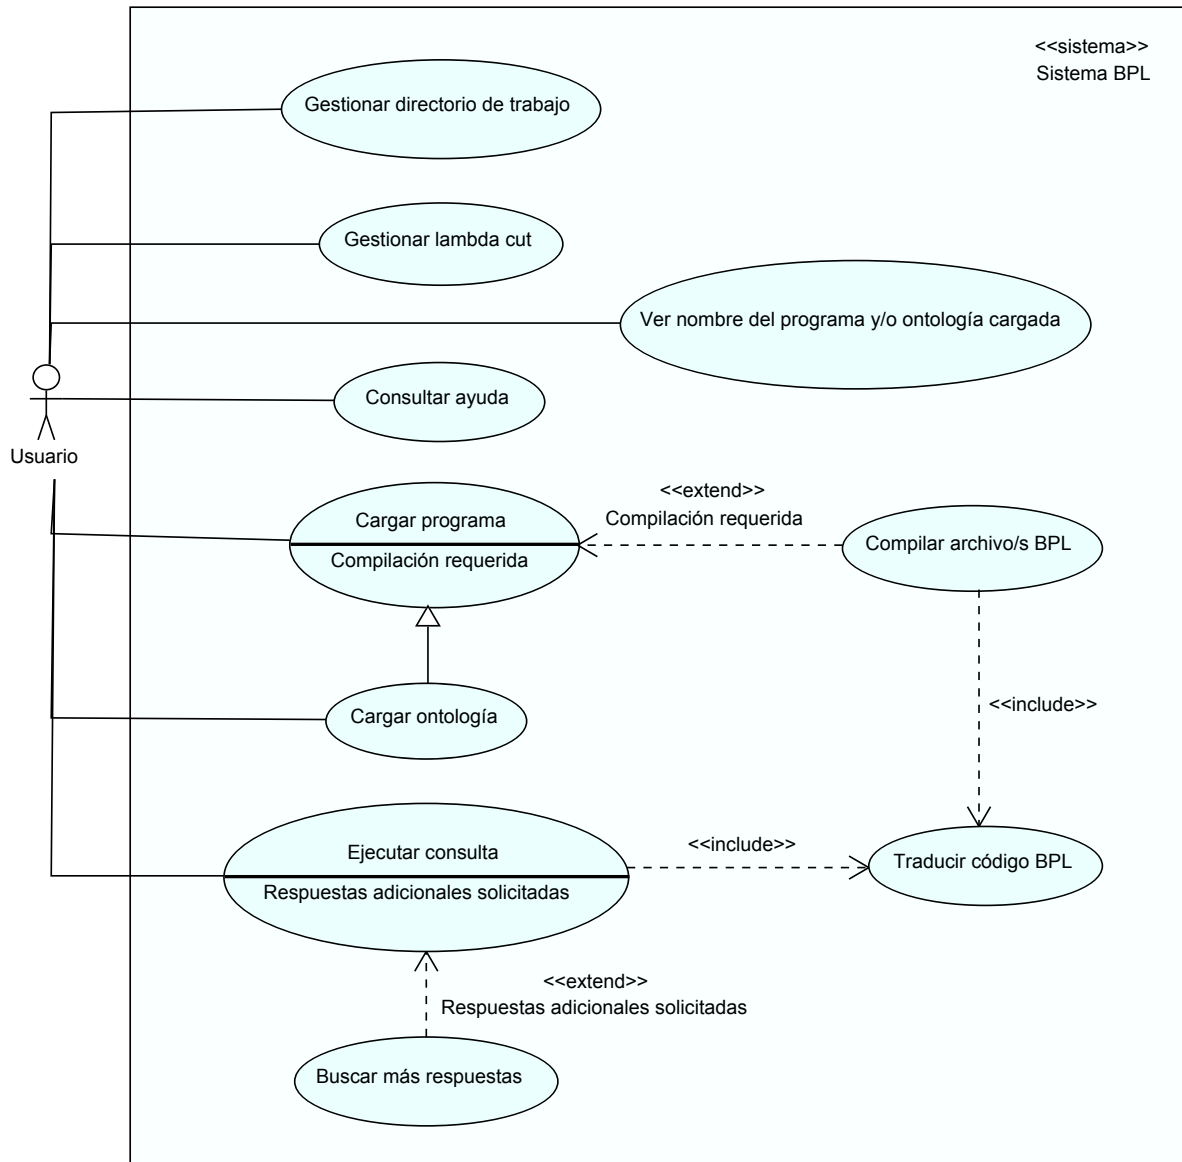 <<sistema>>
Sistema BPL
Gestionar directorio de trabajo
Gestionar lambda cut
Ver nombre del programa y/o ontología cargada
Consultar ayuda
Usuario
<<extend>>
Compilación requerida
Cargar programa
Compilación requerida
Compilar archivo/s BPL
Cargar ontología
<<include>>
Ejecutar consulta
Respuestas adicionales solicitadas
<<include>>
Traducir código BPL
<<extend>>
Respuestas adicionales solicitadas
Buscar más respuestas